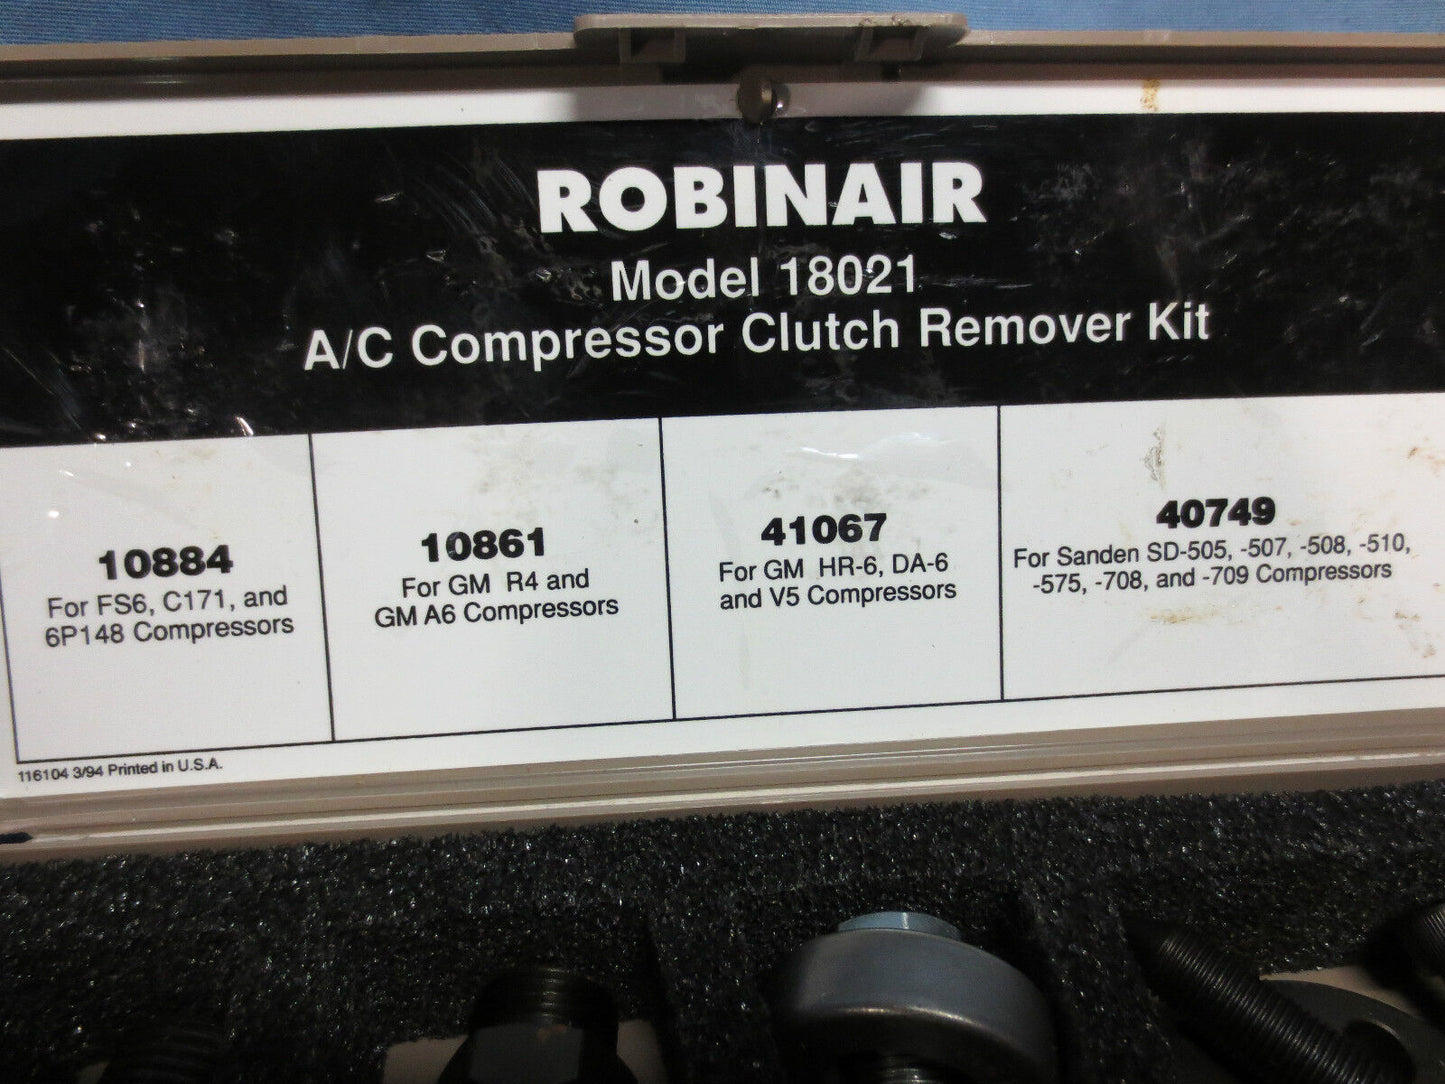 ROBINAIR
Model 18021
A/C Compressor Clutch Remover Kit
10884
For FS6, C171, and
6P148 Compressors
10861
For GM R4 and
GM A6 Compressors
41067
For GM HR-6, DA-6
and V5 Compressors
40749
For Sanden SD-505, -507, -508, -510,
-575, -708, and -709 Compressors
116104 3/94 Printed in U.S.A.